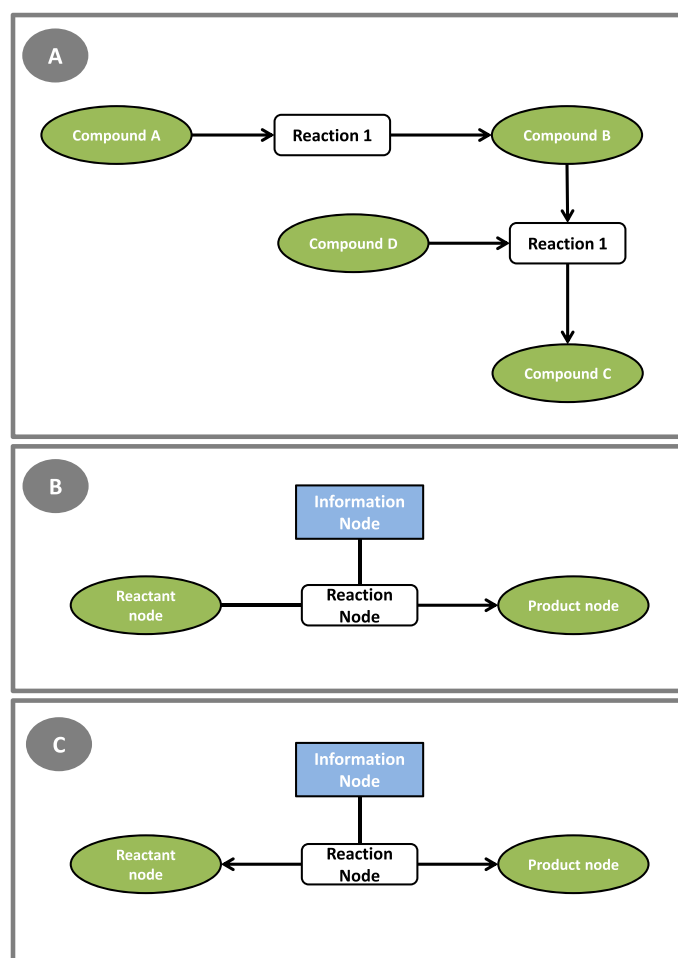 A
Compound A
Reaction 1
Compound B
Compound D
Reaction 1
Compound C
B
Information
Node
Reactant
node
Reaction
Node
Product node
C
Information
Node
Reactant
node
Reaction
Node
Product node